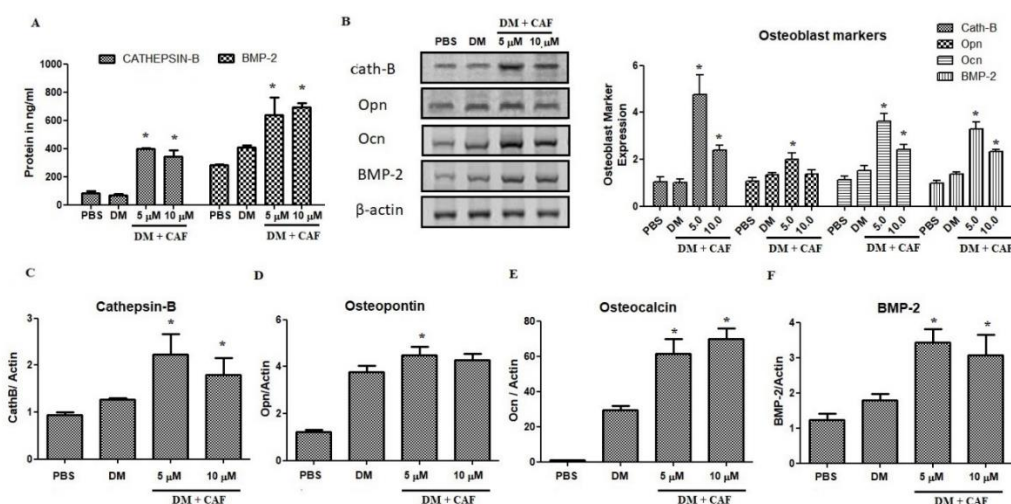 A
CATHEPSIN-B BMP-2
Protein in ng/ml
1000
800
600
400
200
0
* * * *
PBS DM 5 μM 10 μM PBS DM 5 μM 10 μM
DM + CAF DM + CAF
B
DM + CAF
PBS DM 5 μM 10 μM
cath-B
Opn
Ocn
BMP-2
β-actin
Osteoblast markers
Cath-B
Opn
Ocn
BMP-2
Osteoblast Marker
Expression
6
4
2
0
* * * * * * *
PBS DM 5.0 10.0 PBS DM 5.0 10.0 PBS DM 5.0 10.0 PBS DM 5.0 10.0
DM + CAF DM + CAF DM + CAF DM + CAF
C
Cathepsin-B
CathB/ Actin
3
2
1
0
* *
PBS DM 5 μM 10 μM
DM + CAF
D
Osteopontin
Opn/Actin
6
4
2
0
*
PBS DM 5 μM 10 μM
DM + CAF
E
Osteocalcin
Ocn / Actin
80
60
40
20
0
* *
PBS DM 5 μM 10 μM
DM + CAF
F
BMP-2
BMP-2/Actin
4
3
2
1
0
* *
PBS DM 5 μM 10 μM
DM + CAF